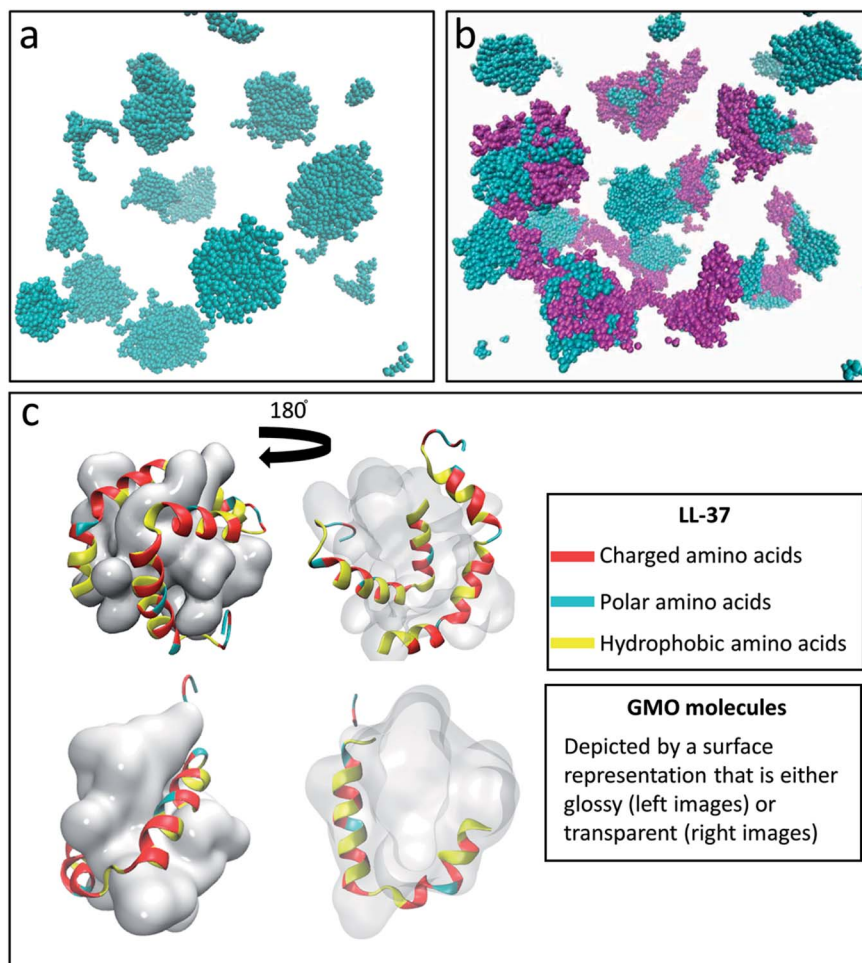 a
b
c
180°
LL-37
Charged amino acids
Polar amino acids
Hydrophobic amino acids
GMO molecules
Depicted by a surface
representation that is either
glossy (left images) or
transparent (right images)